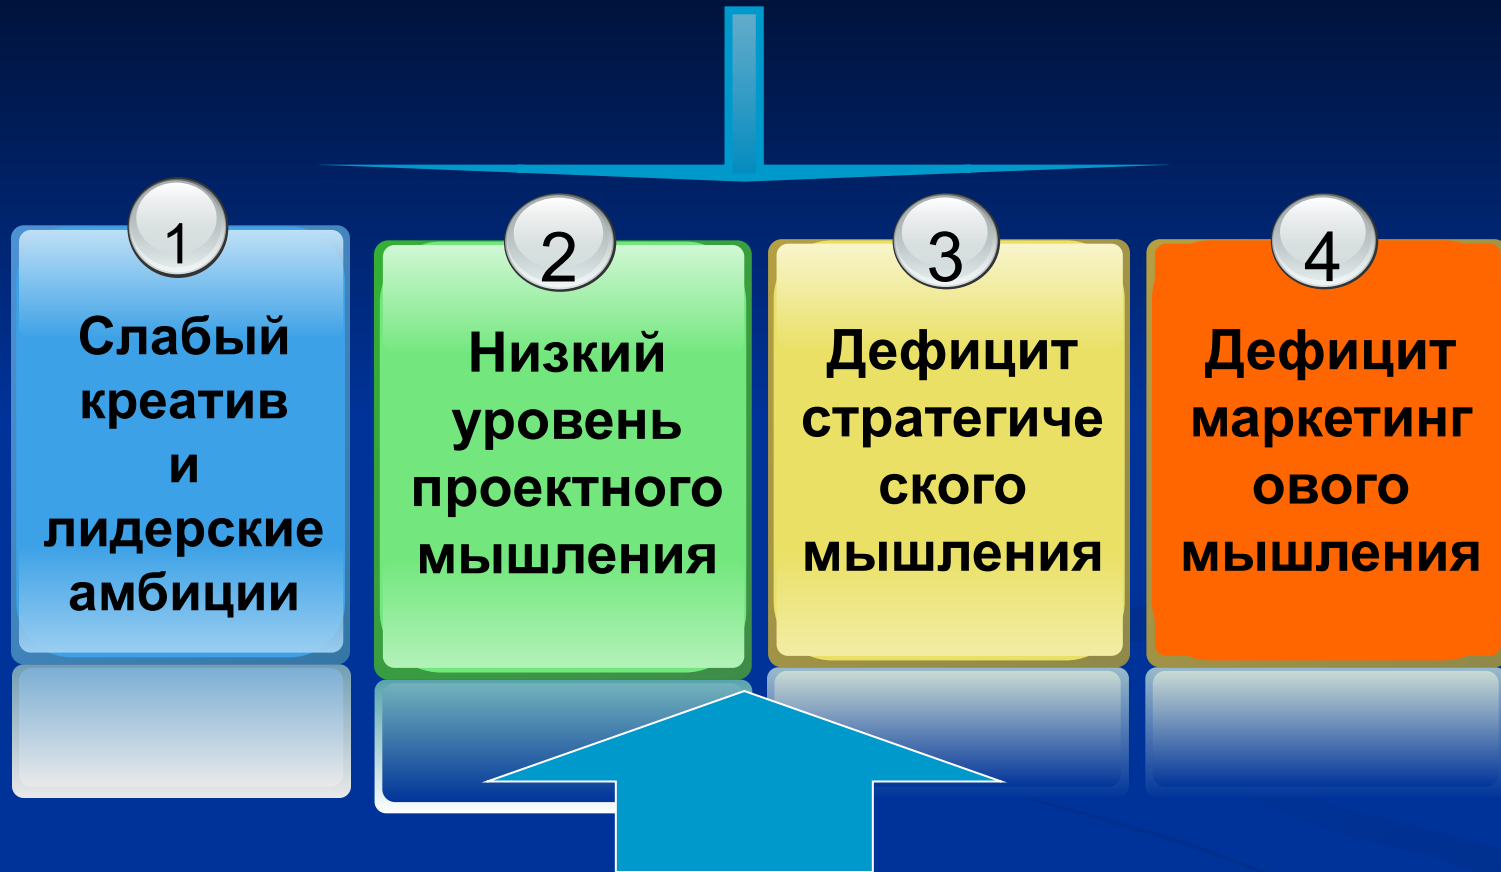 1
Слабый
креатив
и
лидерские
амбиции
2
Низкий
уровень
проектного
мышления
3
Дефицит
стратегиче
ского
мышления
4
Дефицит
маркетинг
ового
мышления